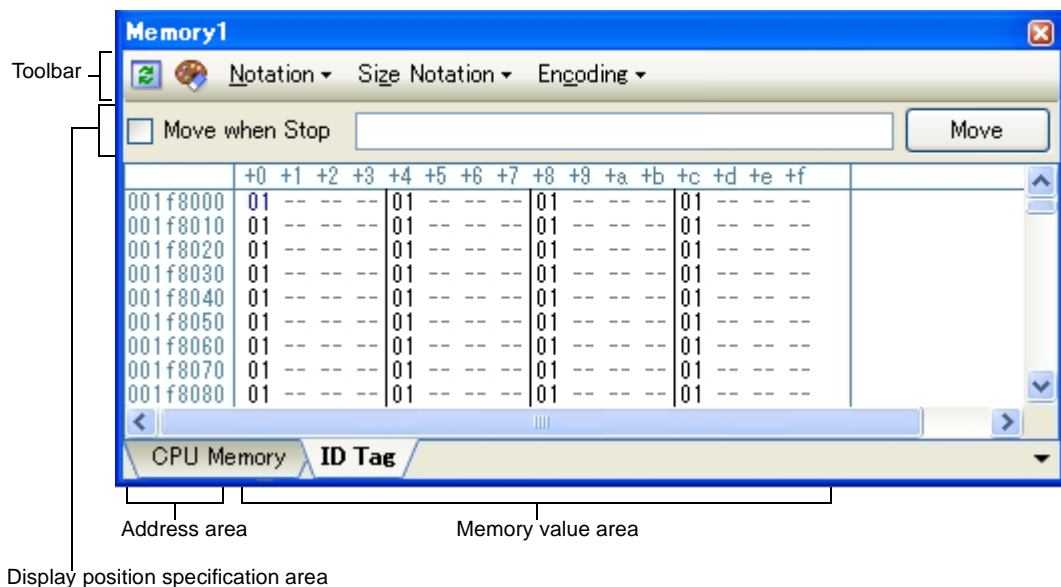 Memory1
Toolbar
Notation Size Notation Encoding
Move when Stop Move
+0 +1 +2 +3 +4 +5 +6 +7 +8 +9 +a +b +c +d +e +f
001f8000 01 -- -- -- 01 -- -- -- 01 -- -- -- 01 -- -- --
001f8010 01 -- -- -- 01 -- -- -- 01 -- -- -- 01 -- -- --
001f8020 01 -- -- -- 01 -- -- -- 01 -- -- -- 01 -- -- --
001f8030 01 -- -- -- 01 -- -- -- 01 -- -- -- 01 -- -- --
001f8040 01 -- -- -- 01 -- -- -- 01 -- -- -- 01 -- -- --
001f8050 01 -- -- -- 01 -- -- -- 01 -- -- -- 01 -- -- --
001f8060 01 -- -- -- 01 -- -- -- 01 -- -- -- 01 -- -- --
001f8070 01 -- -- -- 01 -- -- -- 01 -- -- -- 01 -- -- --
001f8080 01 -- -- -- 01 -- -- -- 01 -- -- -- 01 -- -- --
CPU Memory ID Tag
Address area Memory value area
Display position specification area